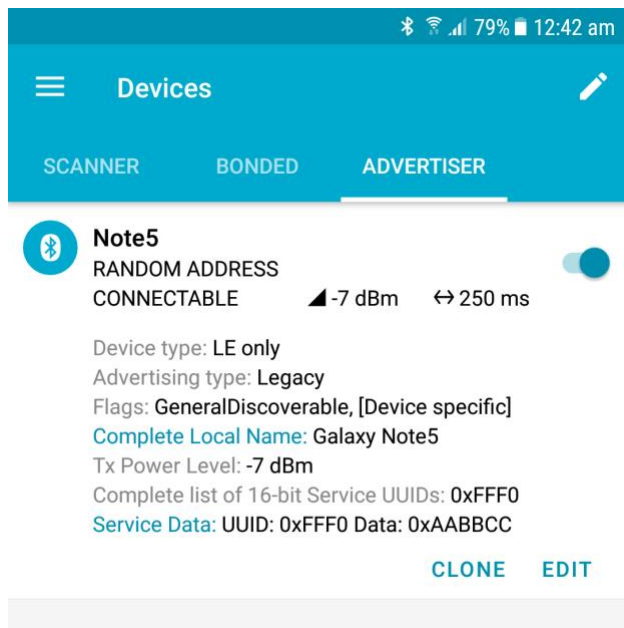 79% 12:42 am
Devices
SCANNER BONDED ADVERTISER
Note5
RANDOM ADDRESS
CONNECTABLE -7 dBm 250 ms
Device type: LE only
Advertising type: Legacy
Flags: GeneralDiscoverable, [Device specific]
Complete Local Name: Galaxy Note5
Tx Power Level: -7 dBm
Complete list of 16-bit Service UUIDs: 0xFFF0
Service Data: UUID: 0xFFF0 Data: 0xAABBCC
CLONE EDIT